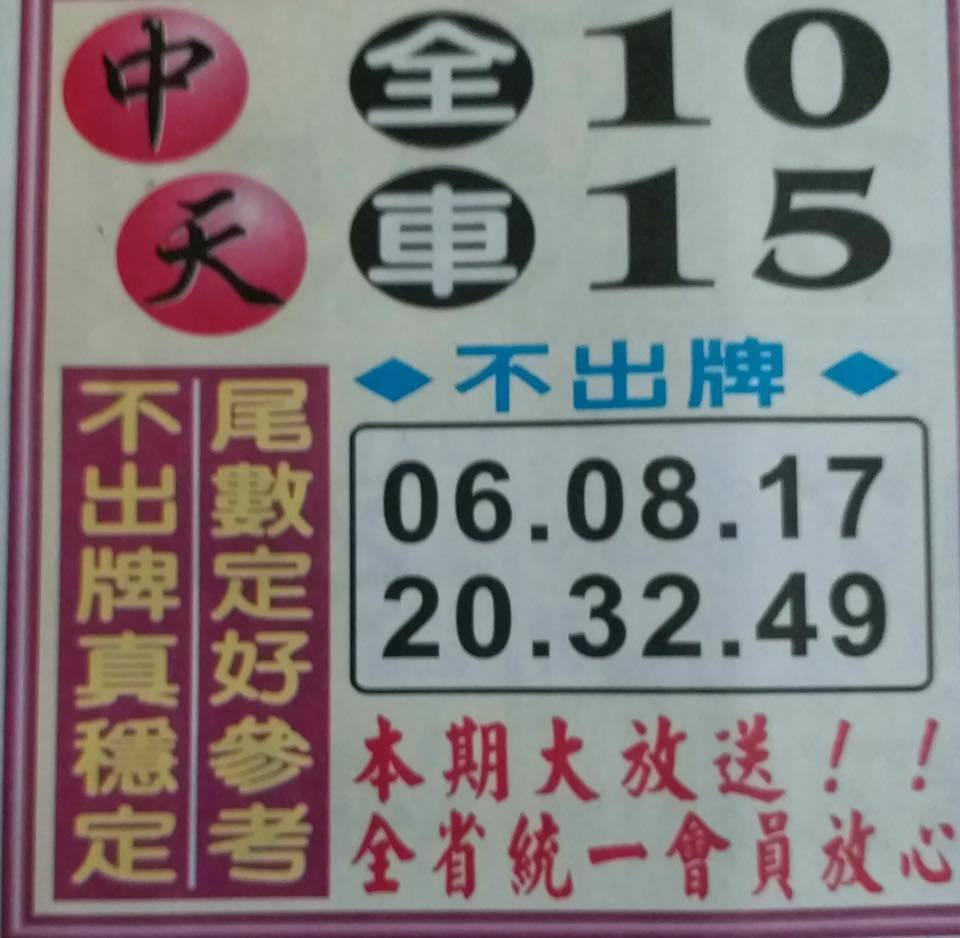 中天
全車
10
15
不出牌
06.08.17
20.32.49
尾數定好參考
不出牌真穩定
本期大放送！！
全省統一會員放心